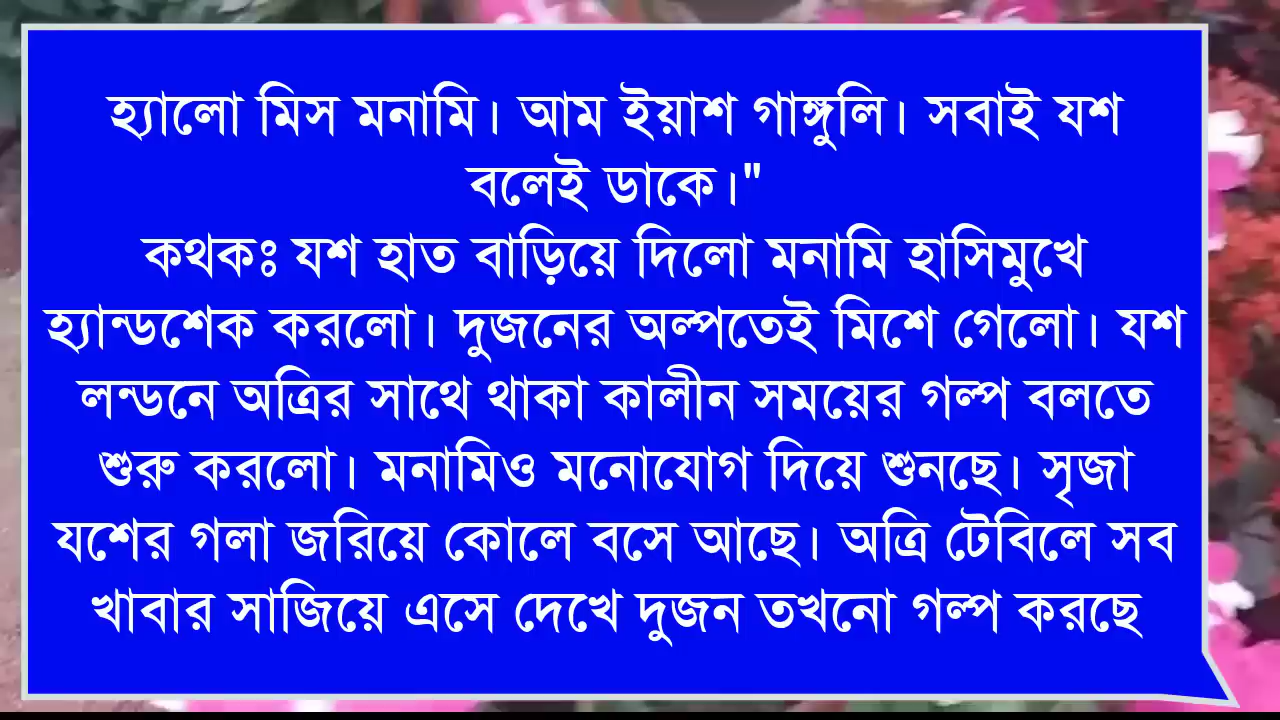 হ্যালো মিস মনামি। আম ইয়াশ গাঙ্গুলি। সবাই যশ
বলেই ডাকে।"
কথকঃ যশ হাত বাড়িয়ে দিলো মনামি হাসিমুখে
হ্যান্ডশেক করলো। দুজনের অল্পতেই মিশে গেলো। যশ
লন্ডনে অত্রির সাথে থাকা কালীন সময়ের গল্প বলতে
শুরু করলো। মনামিও মনোযোগ দিয়ে শুনছে। সৃজা
যশের গলা জরিয়ে কোলে বসে আছে। অত্রি টেবিলে সব
খাবার সাজিয়ে এসে দেখে দুজন তখনো গল্প করছে